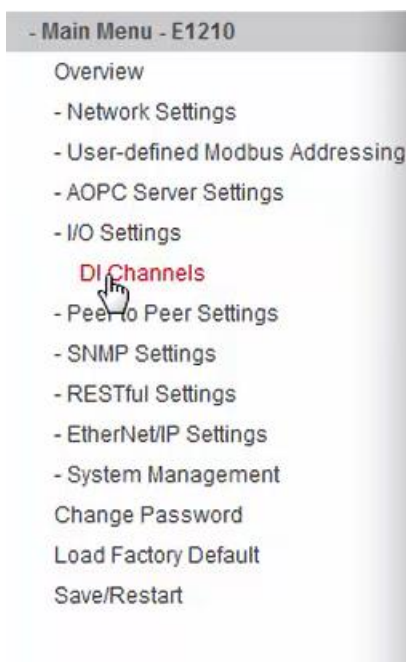 - Main Menu - E1210
Overview
- Network Settings
- User-defined Modbus Addressing
- AOPC Server Settings
- I/O Settings
DI Channels
- Peer to Peer Settings
- SNMP Settings
- RESTful Settings
- EtherNet/IP Settings
- System Management
Change Password
Load Factory Default
Save/Restart